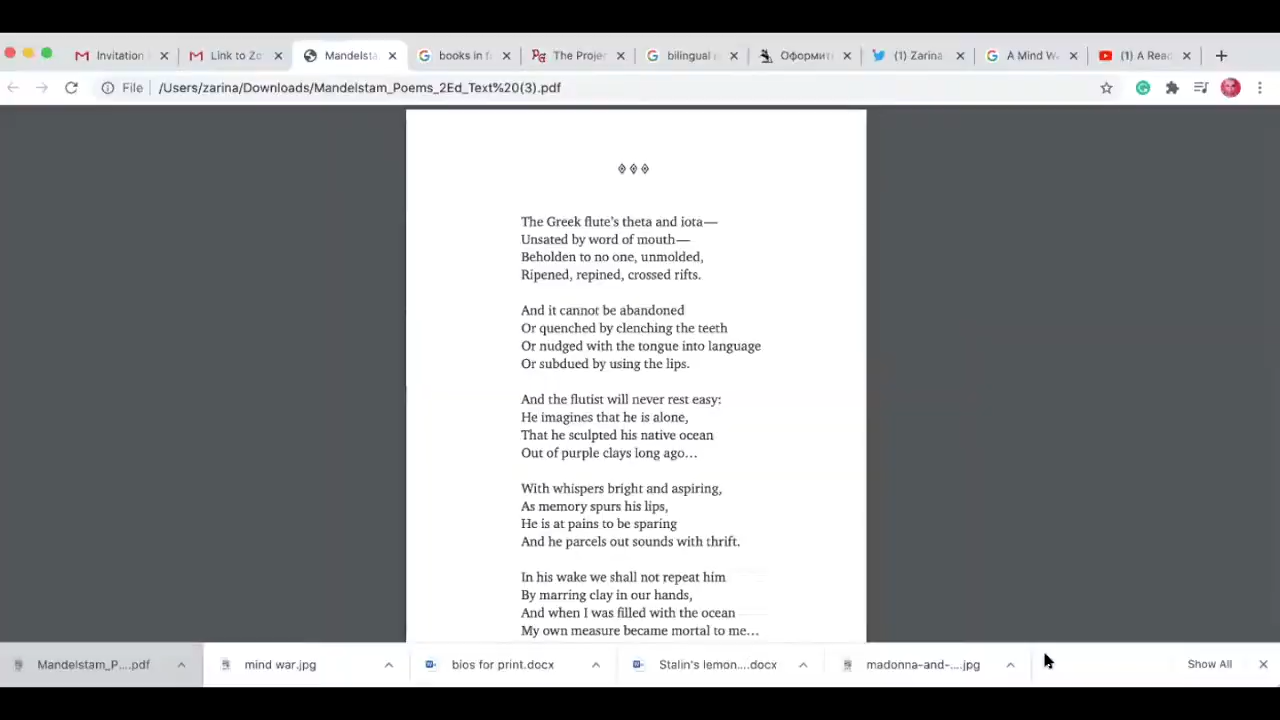 Invitation
Link to Zo
Mandelsta
books in f
The Proje
bilingual
Оформит
(1) Zarina
A Mind W
(1) A Read
File /Users/zarina/Downloads/Mandelstam_Poems_2Ed_Text%20(3).pdf
The Greek flute's theta and iota—
Unsated by word of mouth—
Beholden to no one, unmolded,
Ripened, repined, crossed rifts.
And it cannot be abandoned
Or quenched by clenching the teeth
Or nudged with the tongue into language
Or subdued by using the lips.
And the flutist will never rest easy:
He imagines that he is alone,
That he sculpted his native ocean
Out of purple clays long ago…
With whispers bright and aspiring,
As memory spurs his lips,
He is at pains to be sparing
And he parcels out sounds with thrift.
In his wake we shall not repeat him
By marring clay in our hands,
And when I was filled with the ocean
My own measure became mortal to me…
Mandelstam_P....pdf
mind war.jpg
bios for print.docx
Stalin's lemon....docx
madonna-and-....jpg
Show All